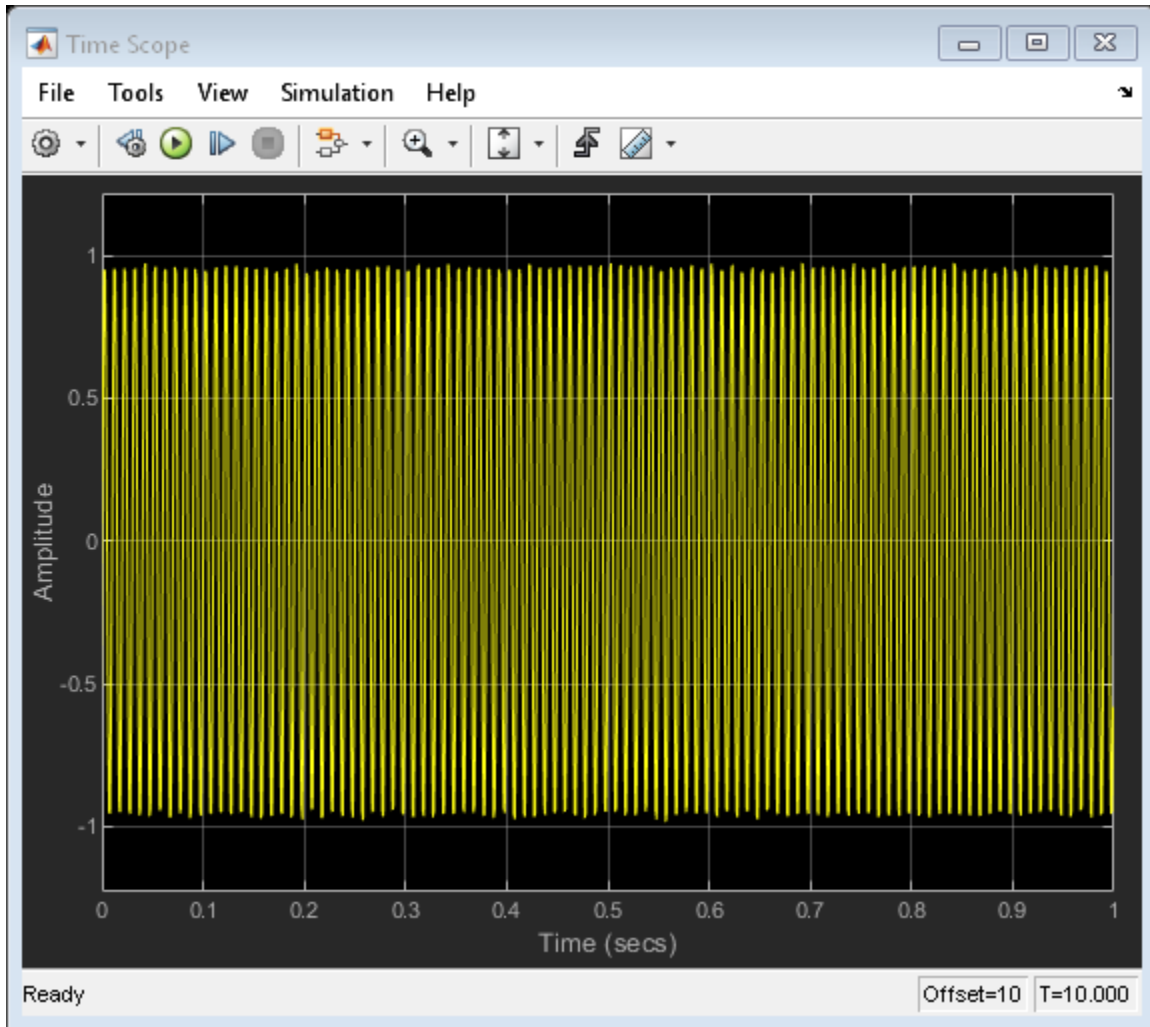 Time Scope
File Tools View Simulation Help
1
0.5
0
-0.5
-1
Amplitude
0 0.1 0.2 0.3 0.4 0.5 0.6 0.7 0.8 0.9 1
Time (secs)
Ready Offset=10 T=10.000